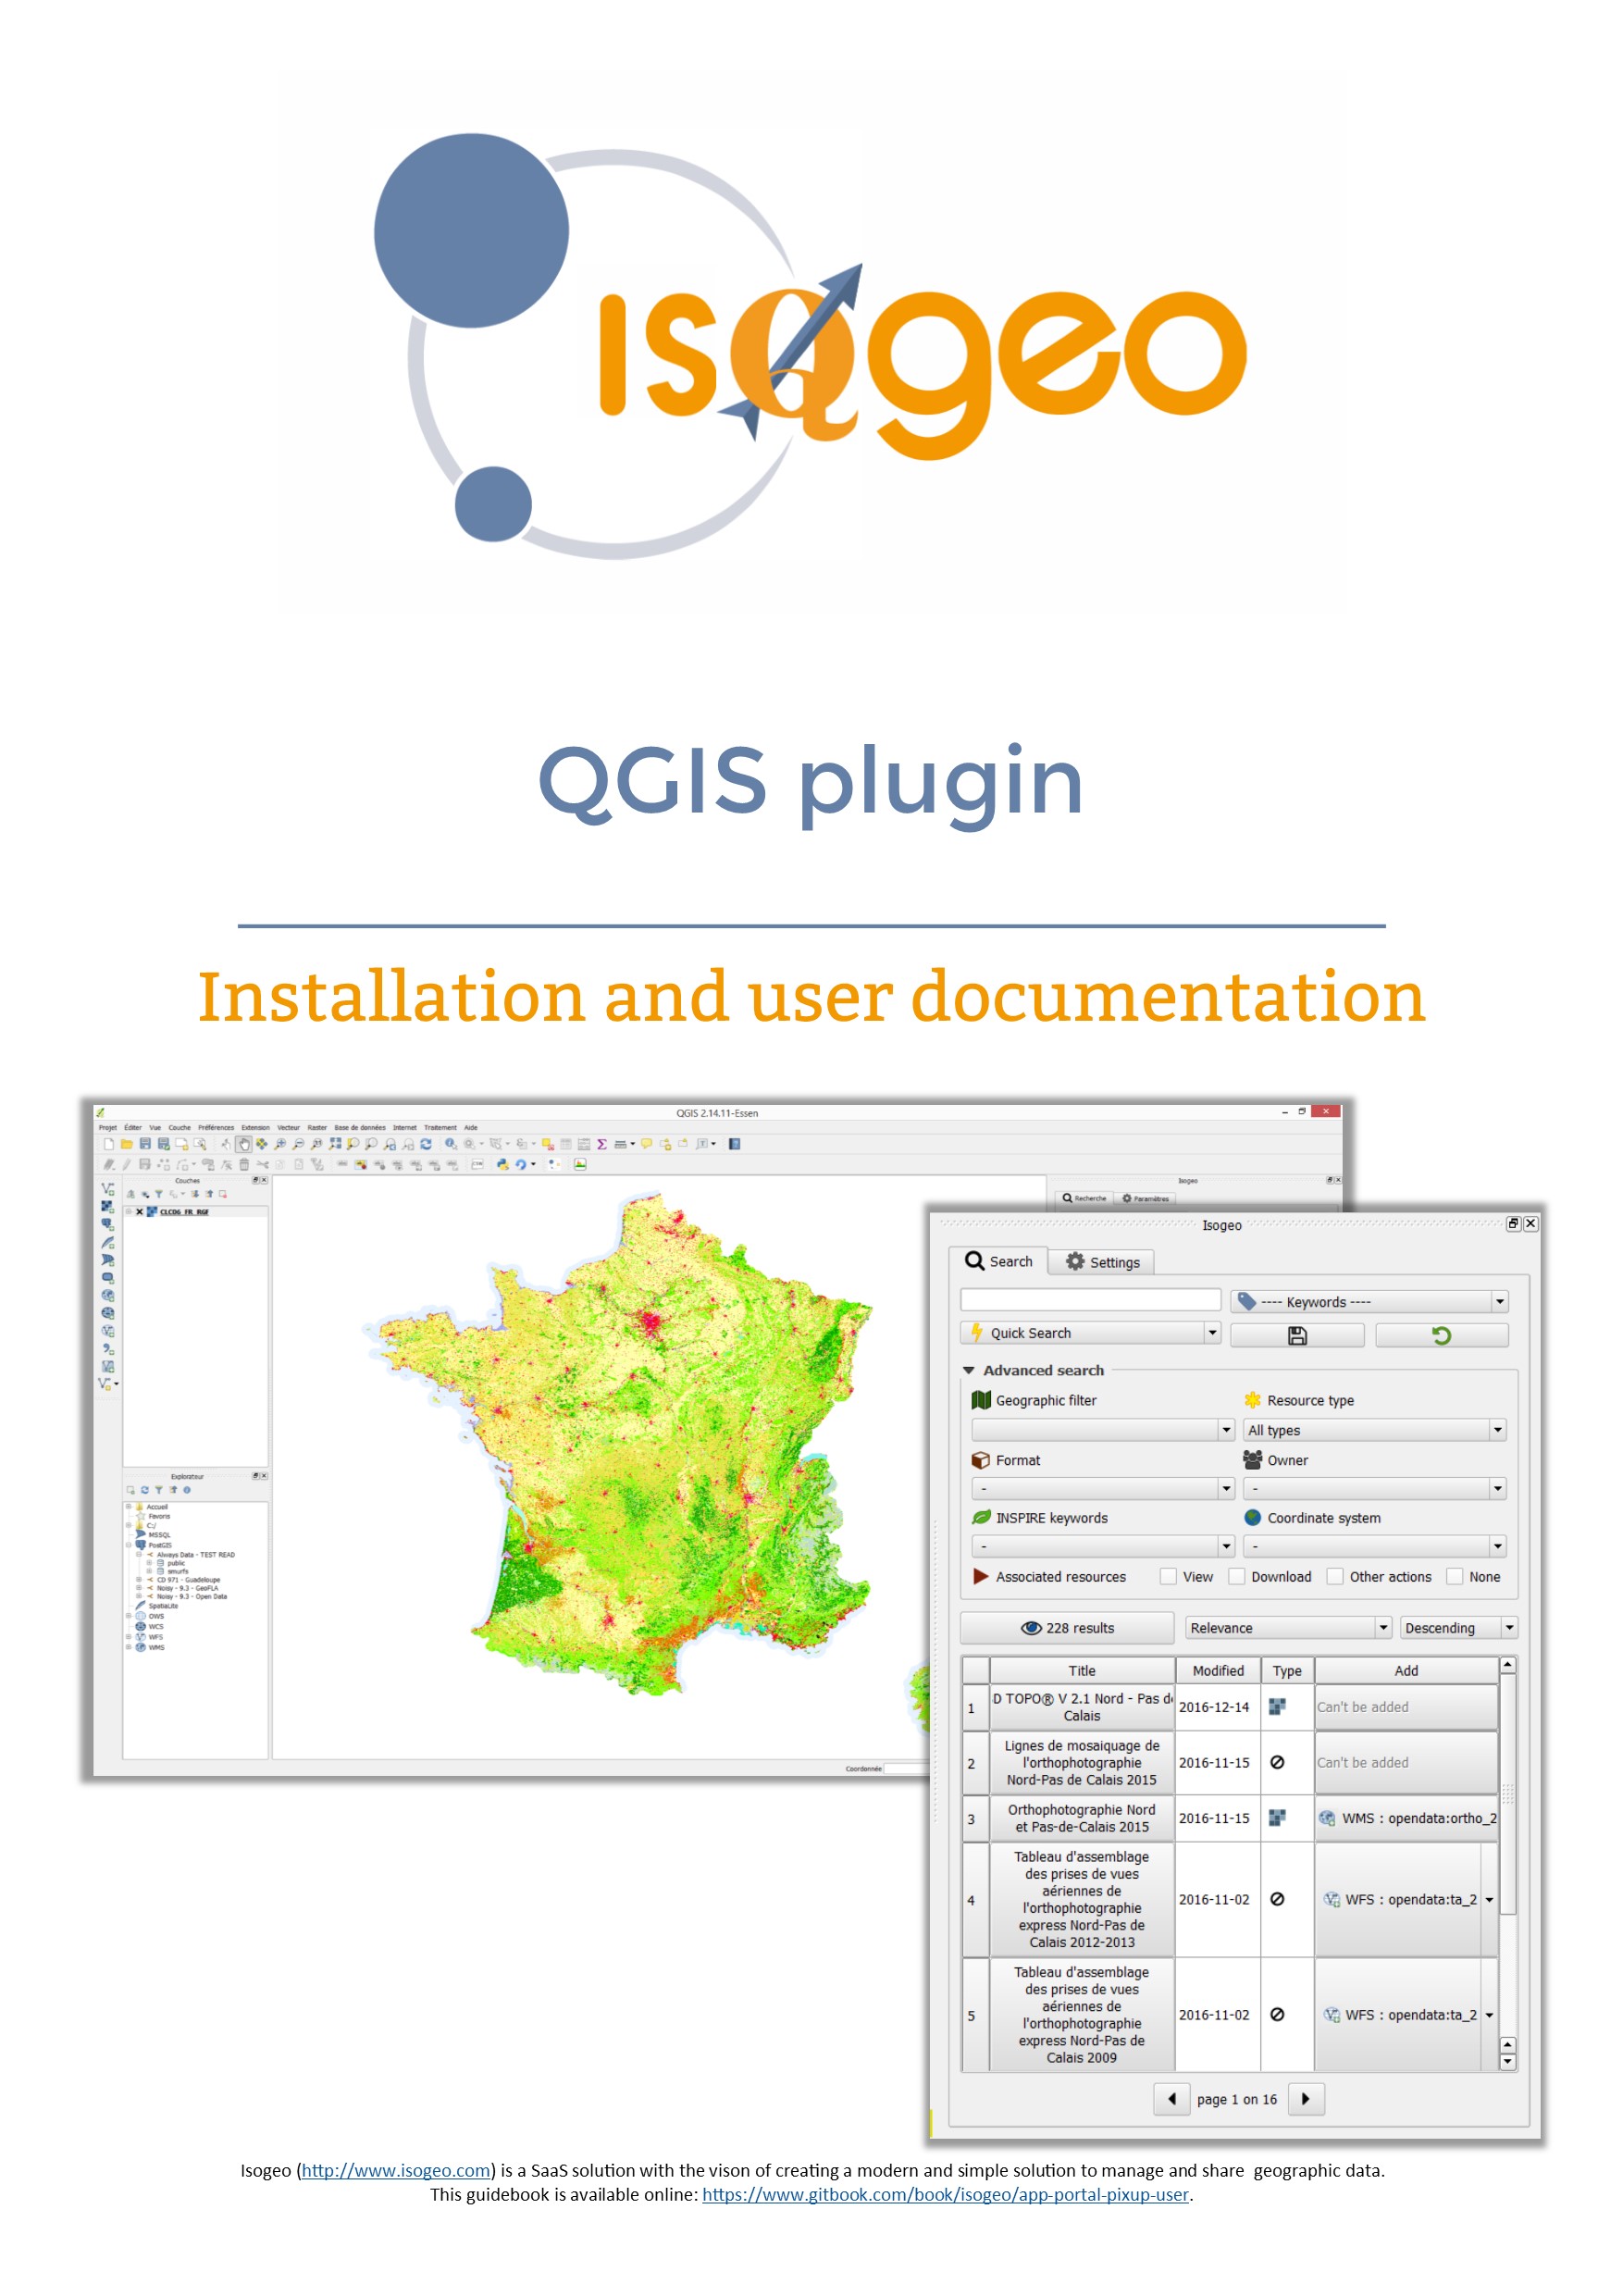 ısQgeo
QGIS plugin
Installation and user documentation
QGIS 2.14.11-Essen
Projet Éditer Vue Couche Préférences Extension Vecteur Raster Base de données Internet Traitement Aide
Couches
CLC06_FR_RGF
Isogeo
Recherche Paramètres
Explorateur
Accueil
Favoris
C:/
MSSQL
PostGIS
Always Data - TEST READ
public
smurfs
CD 971 - Guadeloupe
Noisy - 9.3 - GeoFLA
Noisy - 9.3 - Open Data
SpatiaLite
OWS
WCS
WFS
WMS
Coordonnée
Isogeo
Search Settings
---- Keywords ----
Quick Search
Advanced search
Geographic filter Resource type
All types
Format Owner
- -
INSPIRE keywords Coordinate system
- -
Associated resources View Download Other actions None
228 results Relevance Descending
Title Modified Type Add
1 D TOPO® V 2.1 Nord - Pas de 2016-12-14 Can't be added
Calais
2 Lignes de mosaiquage de 2016-11-15 Can't be added
l'orthophotographie
Nord-Pas de Calais 2015
3 Orthophotographie Nord 2016-11-15 WMS : opendata:ortho_2
et Pas-de-Calais 2015
4 Tableau d'assemblage 2016-11-02 WFS : opendata:ta_2
des prises de vues
aériennes de
l'orthophotographie
express Nord-Pas de
Calais 2012-2013
5 Tableau d'assemblage 2016-11-02 WFS : opendata:ta_2
des prises de vues
aériennes de
l'orthophotographie
express Nord-Pas de
Calais 2009
page 1 on 16
Isogeo (http://www.isogeo.com) is a SaaS solution with the vison of creating a modern and simple solution to manage and share geographic data.
This guidebook is available online: https://www.gitbook.com/book/isogeo/app-portal-pixup-user.